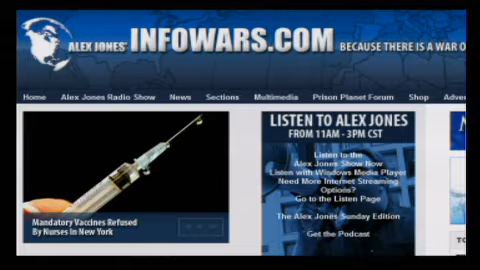 ALEX JONES' INFOWARS.COM BECAUSE THERE IS A WAR O
Home Alex Jones Radio Show News Sections Multimedia Prison Planet Forum Shop Adve
LISTEN TO ALEX JONES
FROM 11AM - 3PM CST
Listen to the
Alex Jones Show Now
Listen with Windows Media Player
Need More Internet Streaming
Options?
Go to the Listen Page
The Alex Jones Sunday Edition
Get the Podcast
Mandatory Vaccines Refused
By Nurses In New York
TO